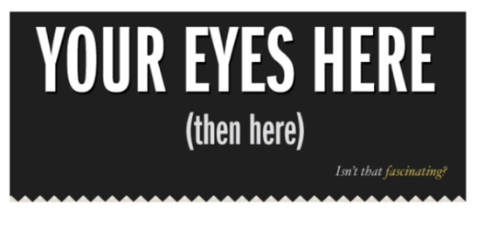 YOUR EYES HERE
(then here)
Isn't that fascinating?